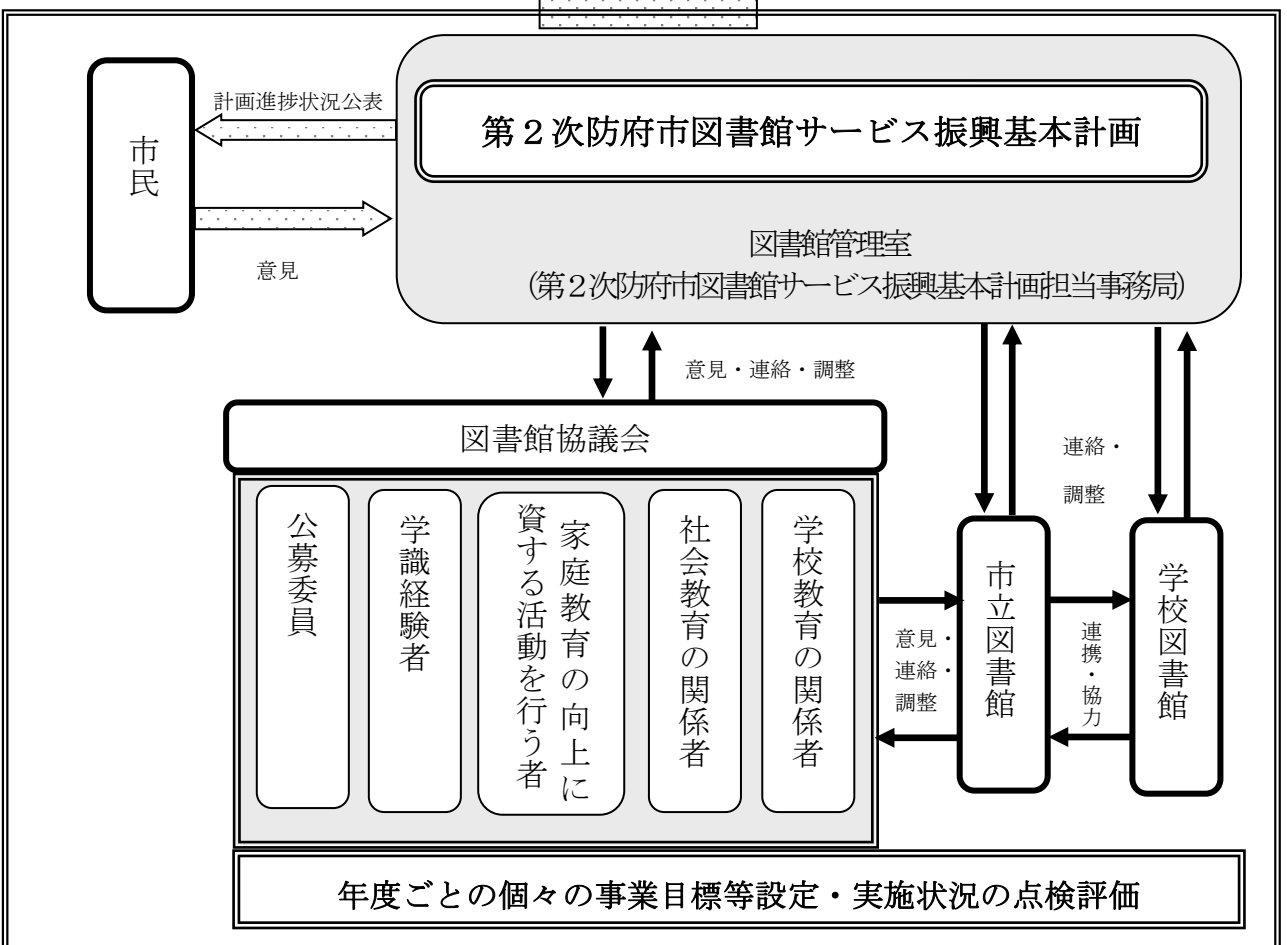 計画進捗状況公表
第２次防府市図書館サービス振興基本計画
市民
意見
図書館管理室
（第２次防府市図書館サービス振興基本計画担当事務局）
意見・連絡・調整
図書館協議会
連絡・
調整
公募委員
学識経験者
家庭教育の向上に
資する活動を行う者
社会教育の関係者
学校教育の関係者
意見・
連絡・
調整
市立図書館
連携・協力
学校図書館
年度ごとの個々の事業目標等設定・実施状況の点検評価